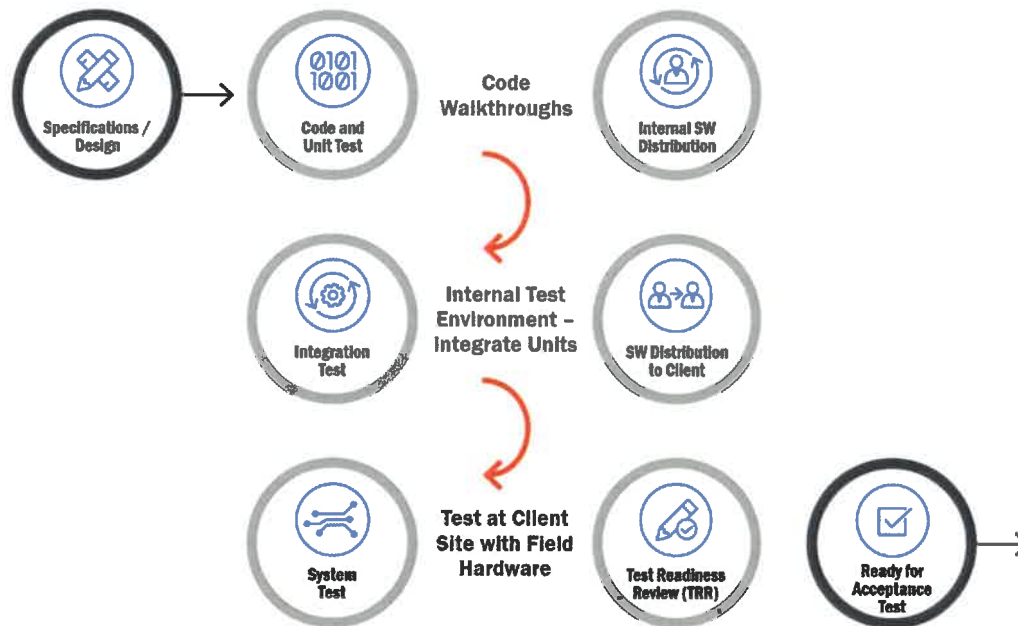 Specifications /
Design
0101
1001
Code and
Unit Test
Code
Walkthroughs
Internal SW
Distribution
Integration
Test
Internal Test
Environment –
Integrate Units
SW Distribution
to Client
System
Test
Test at Client
Site with Field
Hardware
Test Readiness
Review (TRR)
Ready for
Acceptance
Test